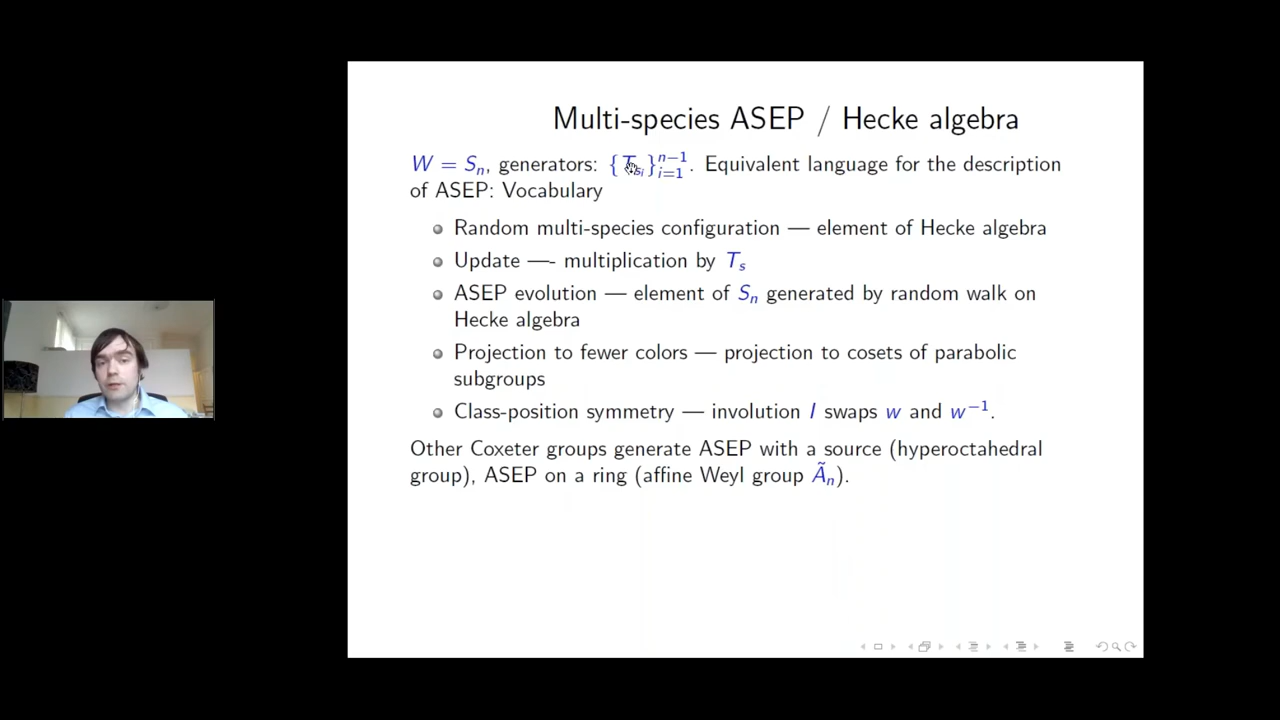 Multi-species ASEP / Hecke algebra
W = Sₙ, generators: {T_{s_i}}_{i=1}^{n−1}. Equivalent language for the description
of ASEP: Vocabulary
Random multi-species configuration — element of Hecke algebra
Update —- multiplication by Tₛ
ASEP evolution — element of Sₙ generated by random walk on
Hecke algebra
Projection to fewer colors — projection to cosets of parabolic
subgroups
Class-position symmetry — involution I swaps w and w⁻¹.
Other Coxeter groups generate ASEP with a source (hyperoctahedral
group), ASEP on a ring (affine Weyl group Ãₙ).